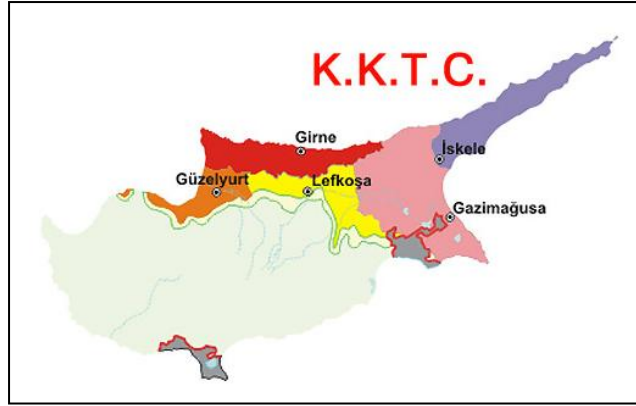 K.K.T.C.
Girne
İskele
Güzelyurt
Lefkoşa
Gazimağusa